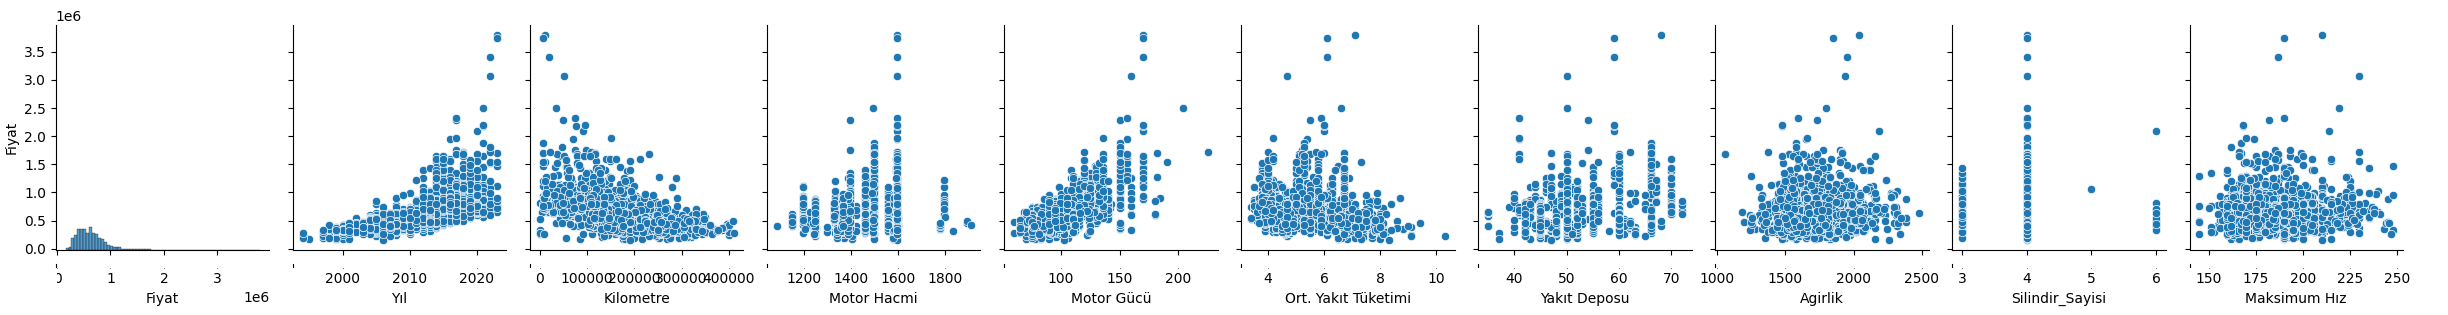 1e6
3.5
3.0
2.5
2.0
1.5
1.0
0.5
0.0
Fiyat
0 1 2 3
1e6
Fiyat
2000 2010 2020
Yıl
0 100000 200000 300000 400000
Kilometre
1200 1400 1600 1800
Motor Hacmi
100 150 200
Motor Gücü
4 6 8 10
Ort. Yakıt Tüketimi
40 50 60 70
Yakıt Deposu
1000 1500 2000 2500
Agirlik
3 4 5 6
Silindir_Sayisi
150 175 200 225 250
Maksimum Hız